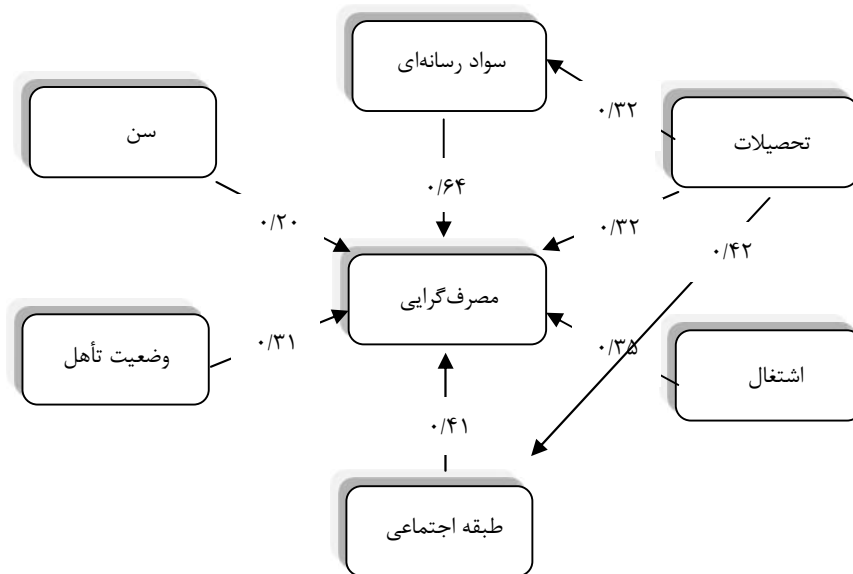 سواد رسانه‌ای
سن
۰/۳۲
تحصیلات
۰/۶۴
۰/۲۰
۰/۳۲
۰/۴۲
مصرف‌گرایی
وضعیت تأهل
۰/۳۱
۰/۳۵
اشتغال
۰/۴۱
طبقه اجتماعی